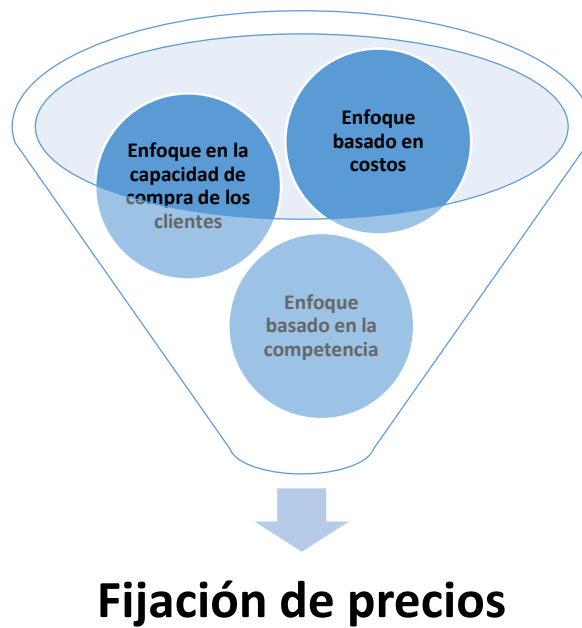 Enfoque en la
capacidad de
compra de los
clientes
Enfoque
basado en
costos
Enfoque
basado en la
competencia
Fijación de precios